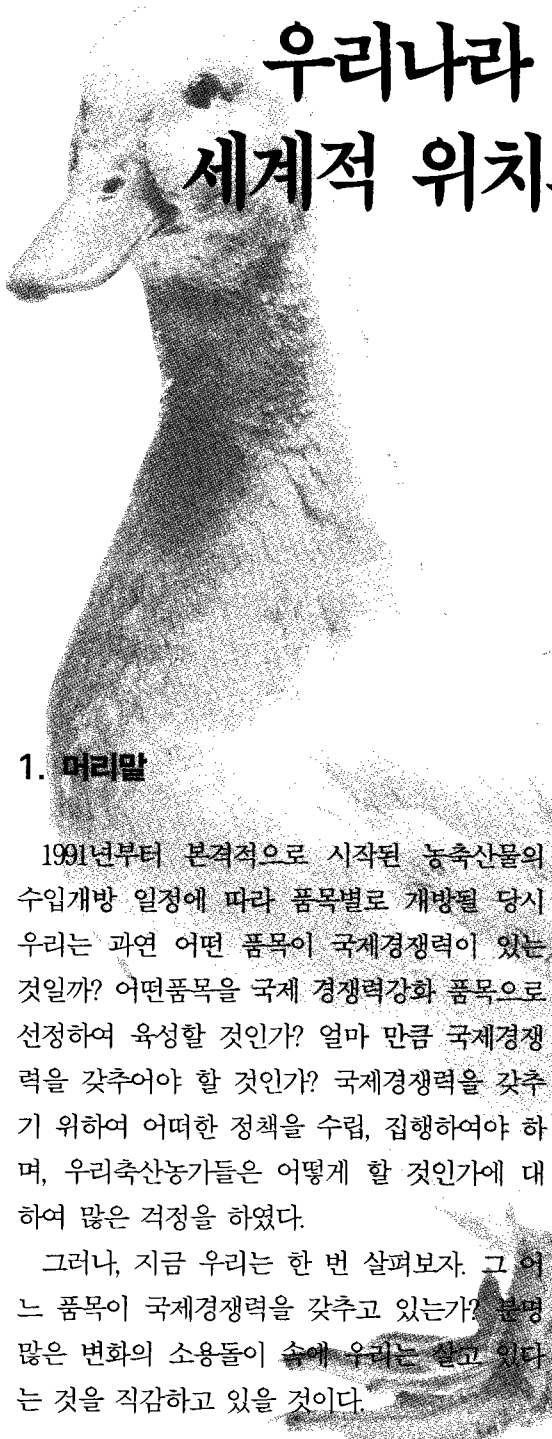 우리나라
세계적 위치
1. 머리말
1991년부터 본격적으로 시작된 농축산물의
수입개방 일정에 따라 품목별로 개방될 당시
우리는 과연 어떤 품목이 국제경쟁력이 있는
것일까? 어떤품목을 국제 경쟁력강화 품목으로
선정하여 육성할 것인가? 얼마 만큼 국제경쟁
력을 갖추어야 할 것인가? 국제경쟁력을 갖추
기 위하여 어떠한 정책을 수립, 집행하여야 하
며, 우리축산농가들은 어떻게 할 것인가에 대
하여 많은 걱정을 하였다.
그러나, 지금 우리는 한 번 살펴보자. 그 어
느 품목이 국제경쟁력을 갖추고 있는가? 분명
많은 변화의 소용돌이 속에 우리는 살고 있다
는 것을 직감하고 있을 것이다.